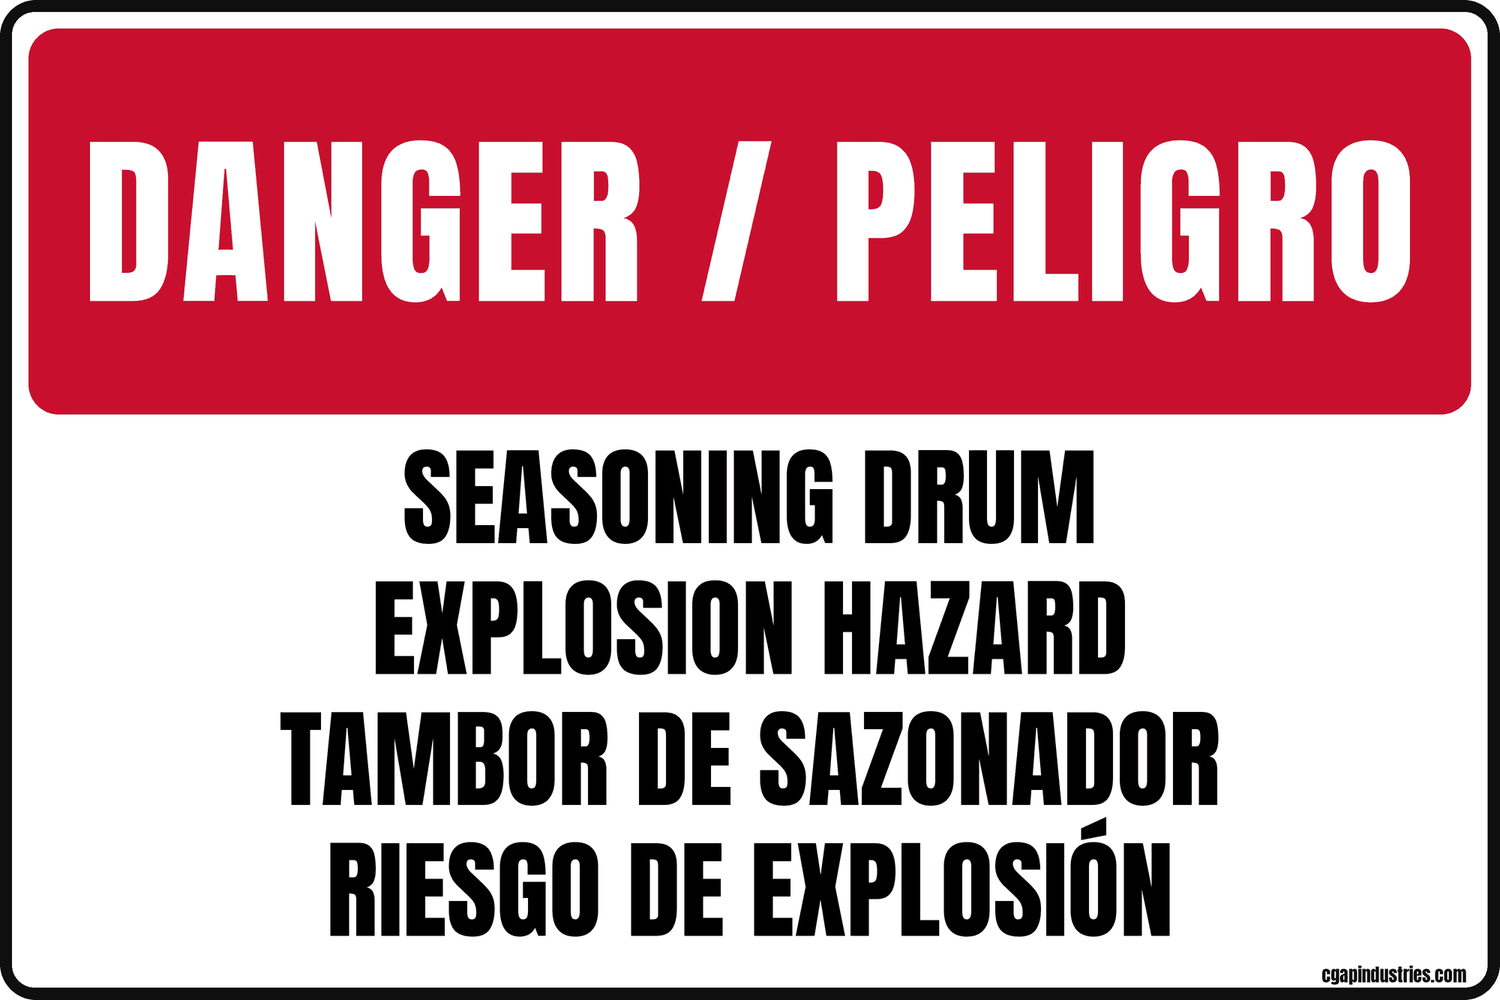 DANGER / PELIGRO
SEASONING DRUM
EXPLOSION HAZARD
TAMBOR DE SAZONADOR
RIESGO DE EXPLOSIÓN
cgapindustries.com